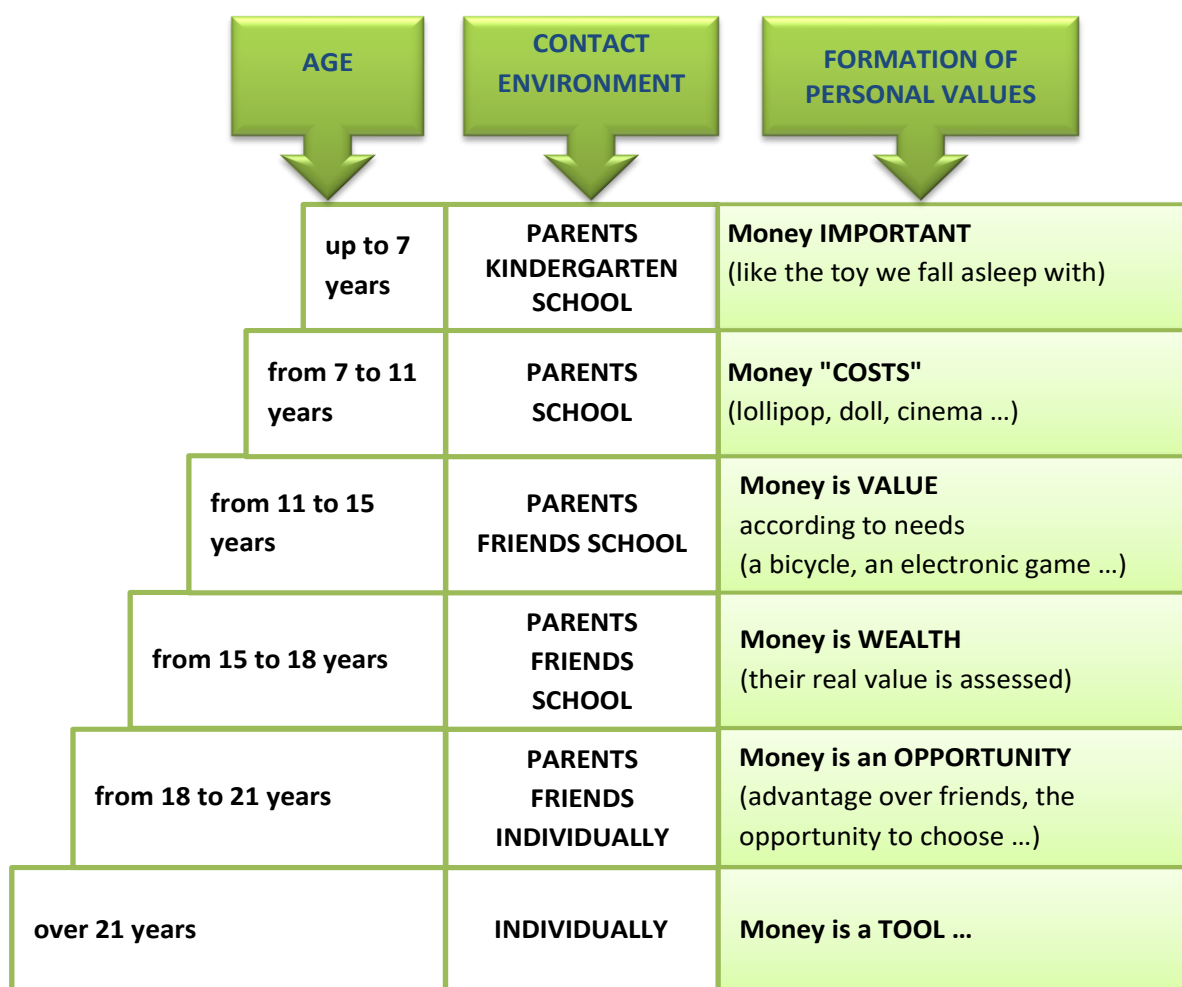 AGE
CONTACT
ENVIRONMENT
FORMATION OF
PERSONAL VALUES
up to 7
years
PARENTS
KINDERGARTEN
SCHOOL
Money IMPORTANT
(like the toy we fall asleep with)
from 7 to 11
years
PARENTS
SCHOOL
Money "COSTS"
(lollipop, doll, cinema …)
from 11 to 15
years
PARENTS
FRIENDS SCHOOL
Money is VALUE
according to needs
(a bicycle, an electronic game …)
from 15 to 18 years
PARENTS
FRIENDS
SCHOOL
Money is WEALTH
(their real value is assessed)
from 18 to 21 years
PARENTS
FRIENDS
INDIVIDUALLY
Money is an OPPORTUNITY
(advantage over friends, the
opportunity to choose …)
over 21 years
INDIVIDUALLY
Money is a TOOL …